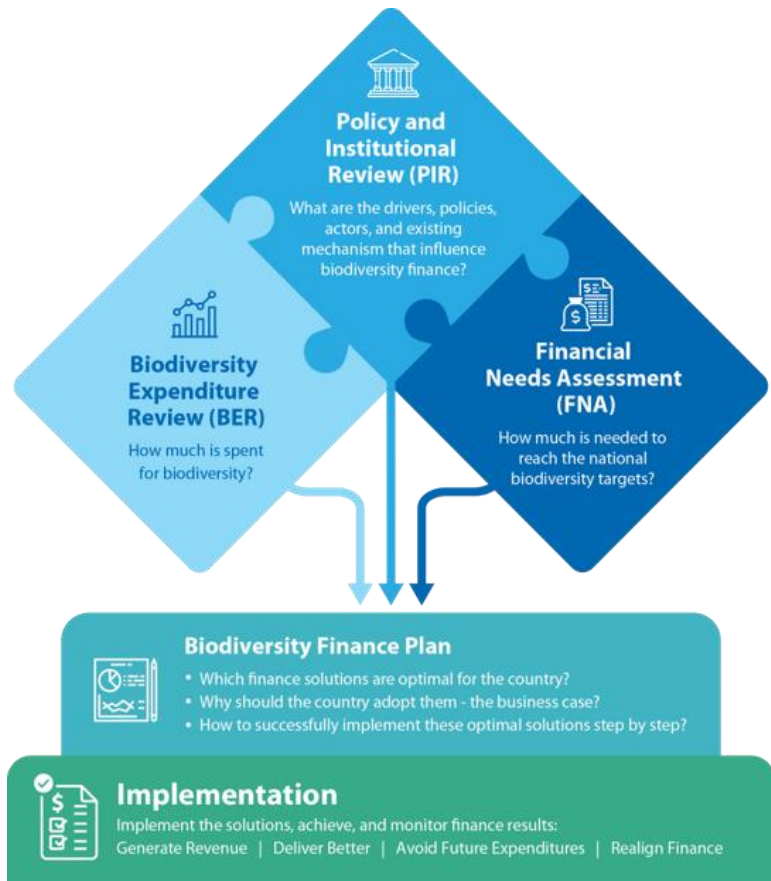 Policy and
Institutional
Review (PIR)
What are the drivers, policies,
actors, and existing
mechanism that influence
biodiversity finance?
Biodiversity
Expenditure
Review (BER)
How much is spent
for biodiversity?
$≡
$
Financial
Needs Assessment
(FNA)
How much is needed to
reach the national
biodiversity targets?
Biodiversity Finance Plan
• Which finance solutions are optimal for the country?
• Why should the country adopt them - the business case?
• How to successfully implement these optimal solutions step by step?
$
Implementation
Implement the solutions, achieve, and monitor finance results:
Generate Revenue | Deliver Better | Avoid Future Expenditures | Realign Finance